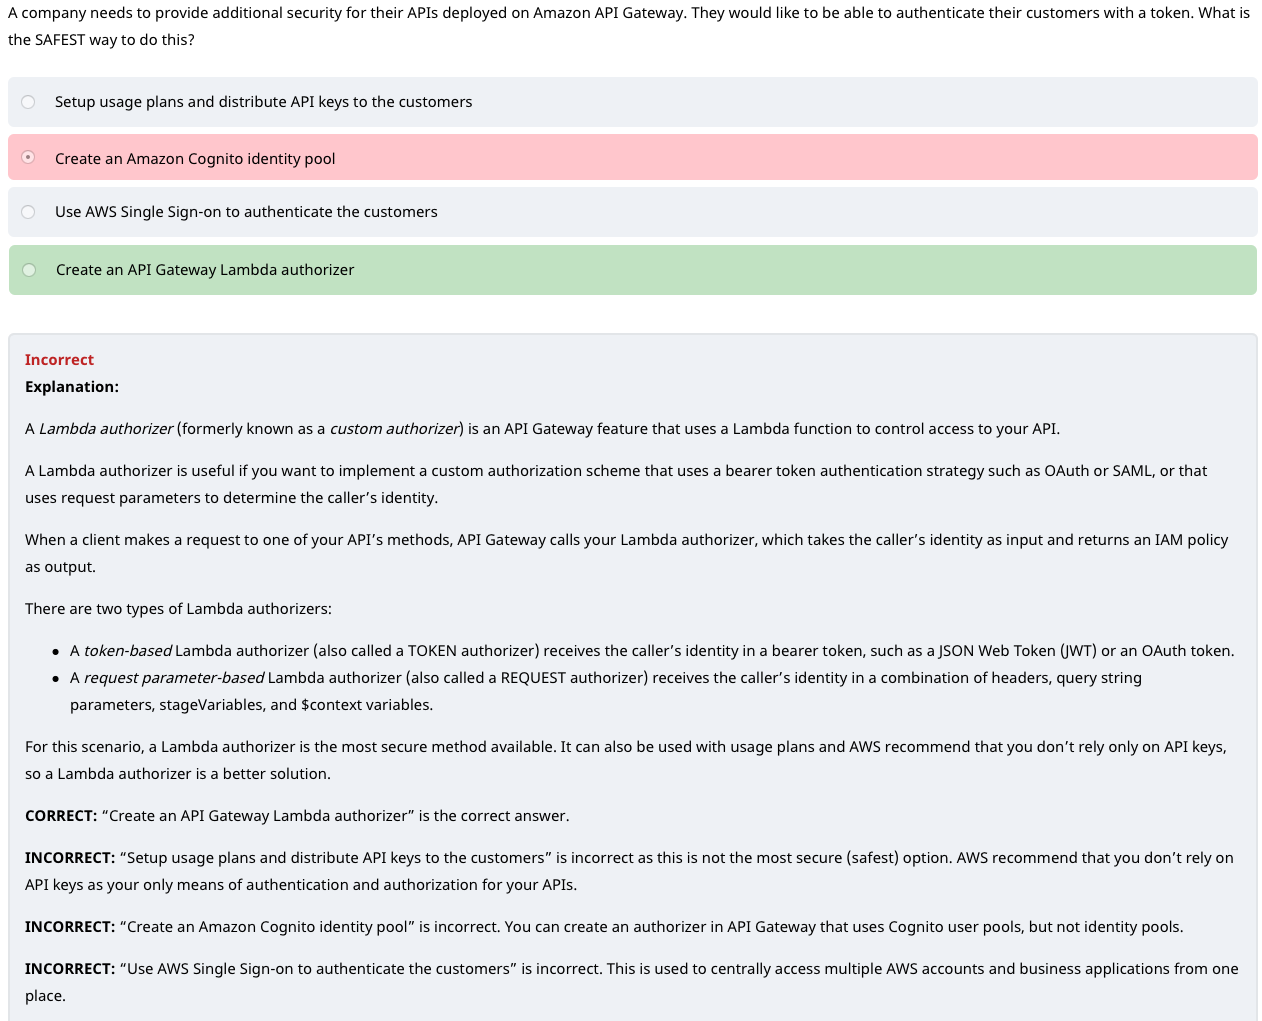 A company needs to provide additional security for their APIs deployed on Amazon API Gateway. They would like to be able to authenticate their customers with a token. What is
the SAFEST way to do this?
Setup usage plans and distribute API keys to the customers
Create an Amazon Cognito identity pool
Use AWS Single Sign-on to authenticate the customers
Create an API Gateway Lambda authorizer
Incorrect
Explanation:
A Lambda authorizer (formerly known as a custom authorizer) is an API Gateway feature that uses a Lambda function to control access to your API.
A Lambda authorizer is useful if you want to implement a custom authorization scheme that uses a bearer token authentication strategy such as OAuth or SAML, or that
uses request parameters to determine the caller’s identity.
When a client makes a request to one of your API’s methods, API Gateway calls your Lambda authorizer, which takes the caller’s identity as input and returns an IAM policy
as output.
There are two types of Lambda authorizers:
● A token-based Lambda authorizer (also called a TOKEN authorizer) receives the caller’s identity in a bearer token, such as a JSON Web Token (JWT) or an OAuth token.
● A request parameter-based Lambda authorizer (also called a REQUEST authorizer) receives the caller’s identity in a combination of headers, query string
parameters, stageVariables, and $context variables.
For this scenario, a Lambda authorizer is the most secure method available. It can also be used with usage plans and AWS recommend that you don’t rely only on API keys,
so a Lambda authorizer is a better solution.
CORRECT: “Create an API Gateway Lambda authorizer” is the correct answer.
INCORRECT: “Setup usage plans and distribute API keys to the customers” is incorrect as this is not the most secure (safest) option. AWS recommend that you don’t rely on
API keys as your only means of authentication and authorization for your APIs.
INCORRECT: “Create an Amazon Cognito identity pool” is incorrect. You can create an authorizer in API Gateway that uses Cognito user pools, but not identity pools.
INCORRECT: “Use AWS Single Sign-on to authenticate the customers” is incorrect. This is used to centrally access multiple AWS accounts and business applications from one
place.